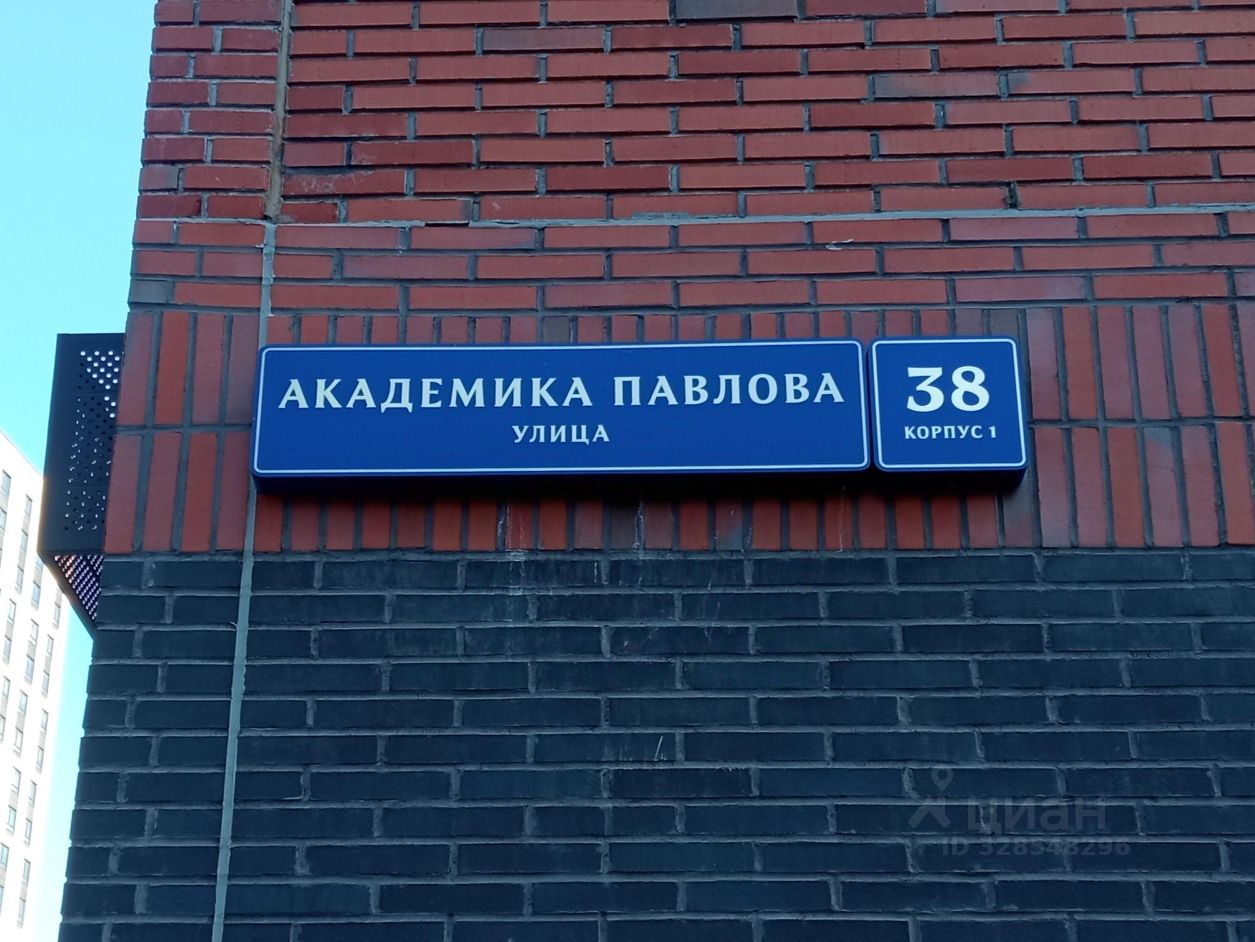 АКАДЕМИКА ПАВЛОВА
УЛИЦА
38
КОРПУС 1
циан
ID 328348296